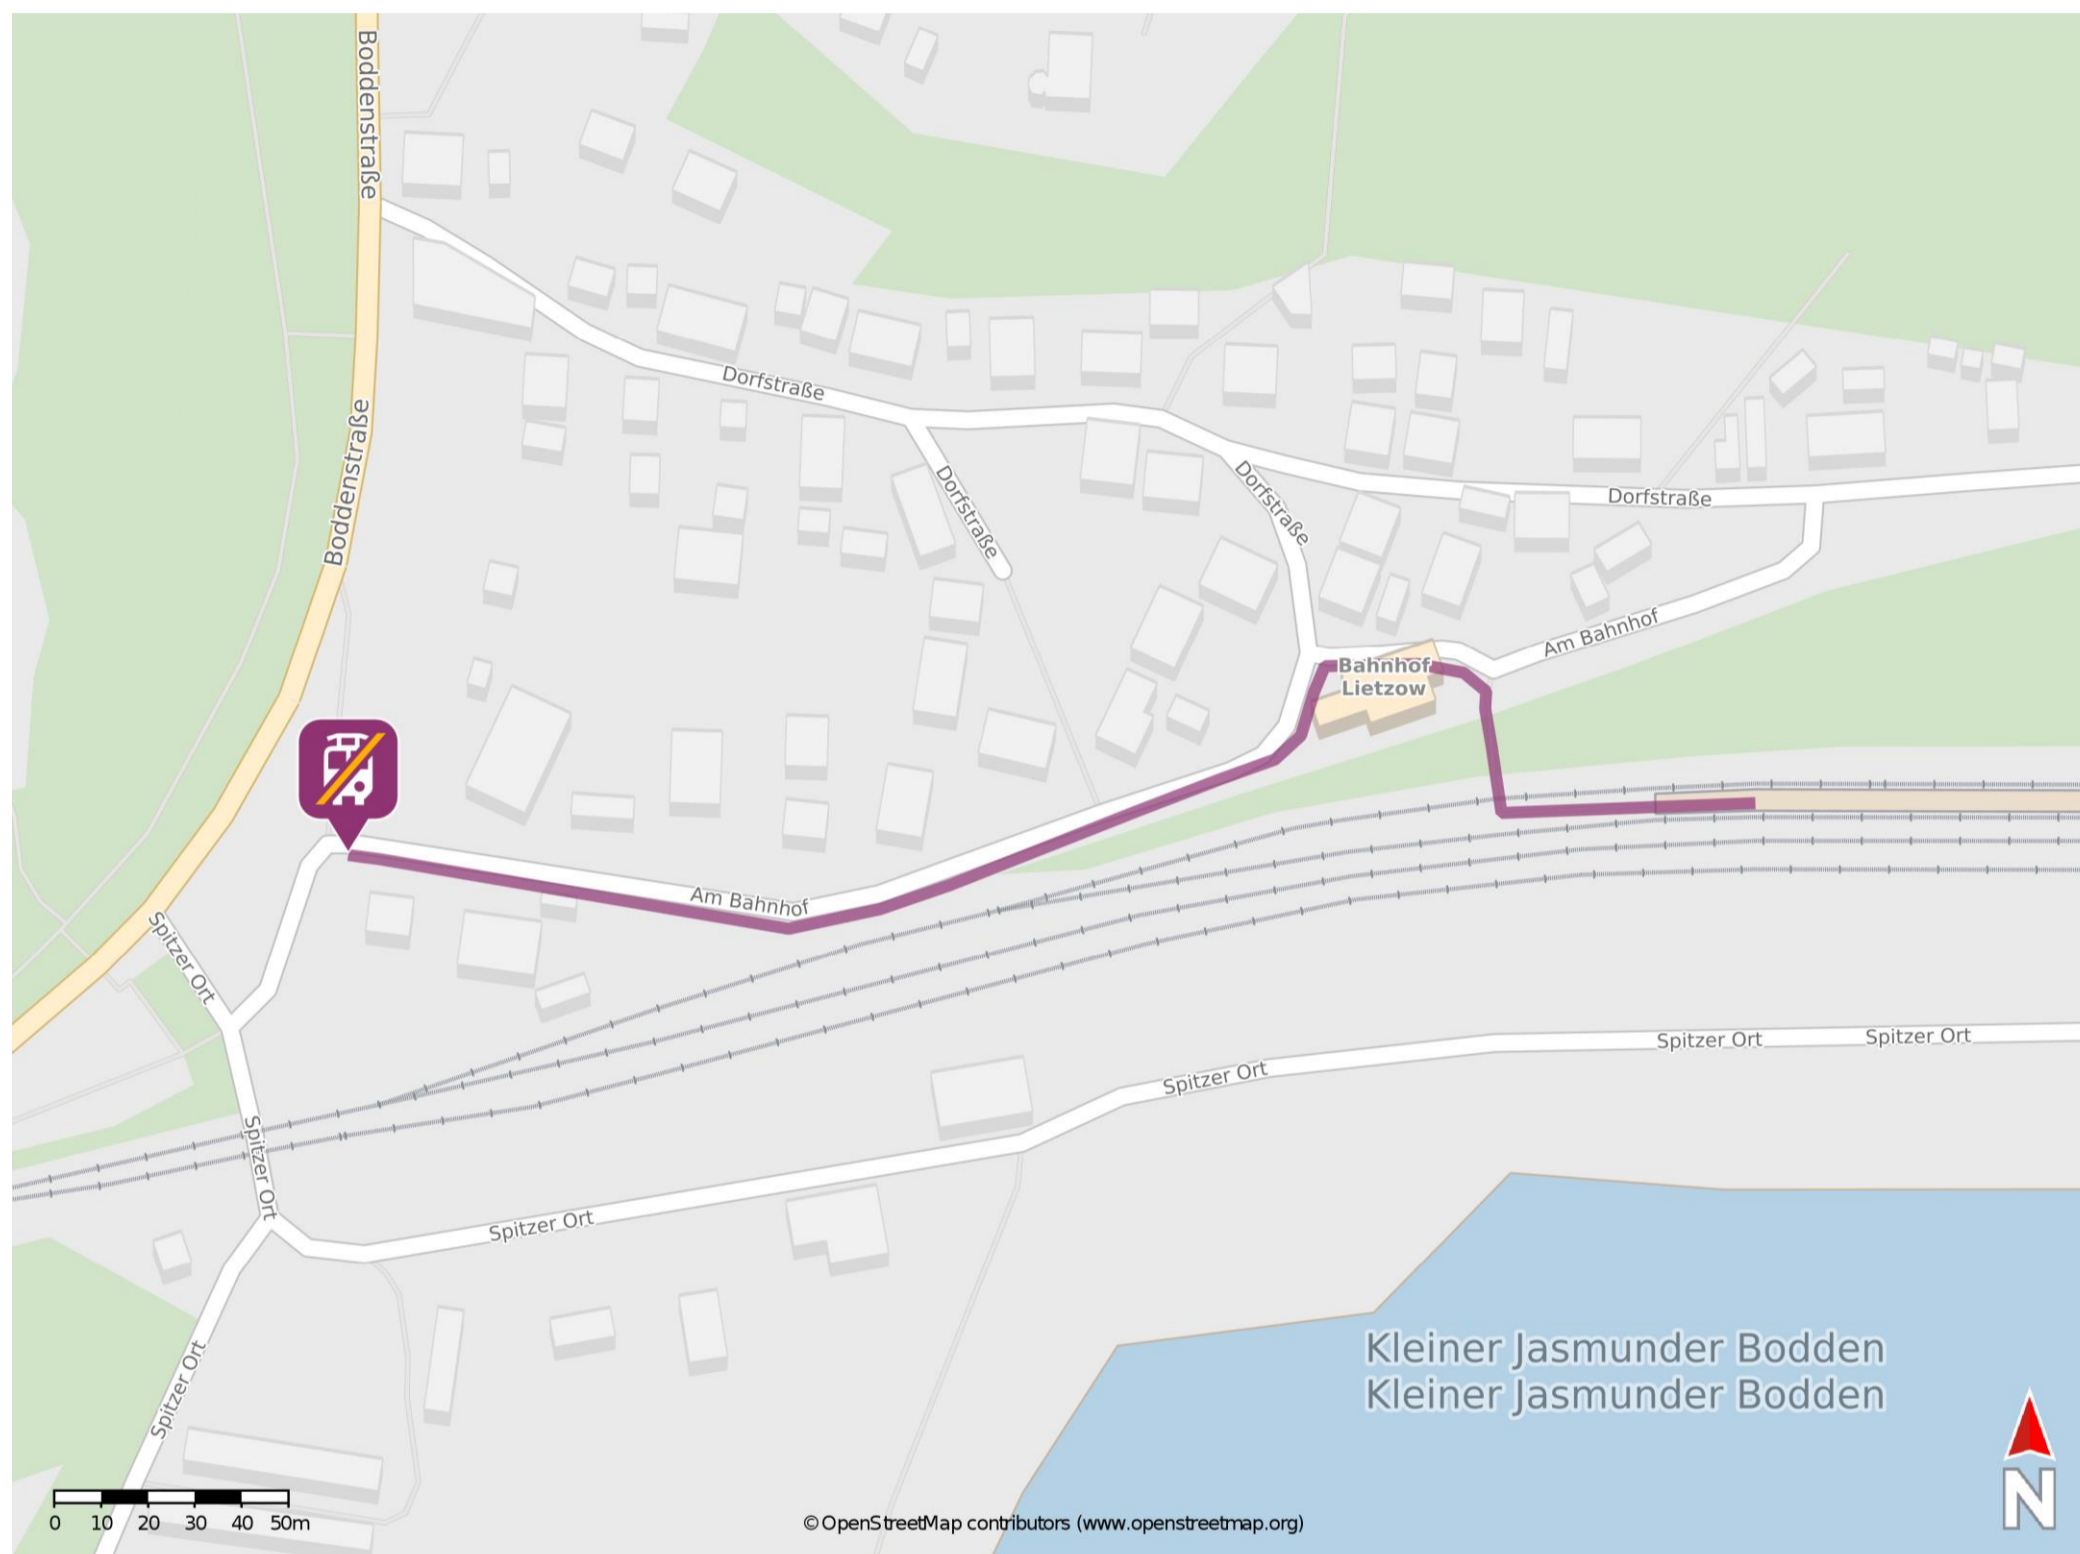 Boddenstraße
Dorfstraße
Boddenstraße
Dorfstraße
Dorfstraße
Dorfstraße
Am Bahnhof
Bahnhof
Lietzow
Am Bahnhof
Spitzer Ort
Spitzer Ort
Spitzer Ort
Spitzer Ort
Spitzer Ort
Spitzer Ort
Spitzer Ort
Kleiner Jasmunder Bodden
Kleiner Jasmunder Bodden
N
0 10 20 30 40 50m
© OpenStreetMap contributors (www.openstreetmap.org)